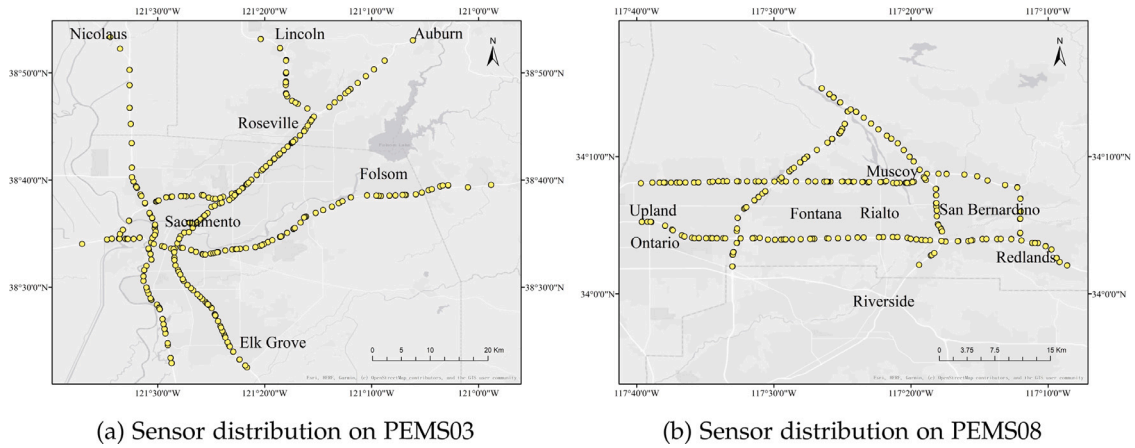 121°30'0"W 121°20'0"W 121°10'0"W 121°0'0"W
117°40'0"W 117°30'0"W 117°20'0"W 117°10'0"W
Nicolaus Lincoln Auburn
N
N
38°50'0"N
Roseville
34°10'0"N 34°10'0"N
Muscoy
Folsom
38°40'0"N 38°40'0"N
Sacramento
Upland Fontana Rialto San Bernardino
Ontario
Redlands
38°30'0"N 38°30'0"N
34°0'0"N 34°0'0"N
Riverside
Elk Grove
0 5 10 20 Km
0 3.75 7.5 15 Km
121°30'0"W 121°20'0"W 121°10'0"W 121°0'0"W
117°40'0"W 117°30'0"W 117°20'0"W 117°10'0"W
(a) Sensor distribution on PEMS03
(b) Sensor distribution on PEMS08